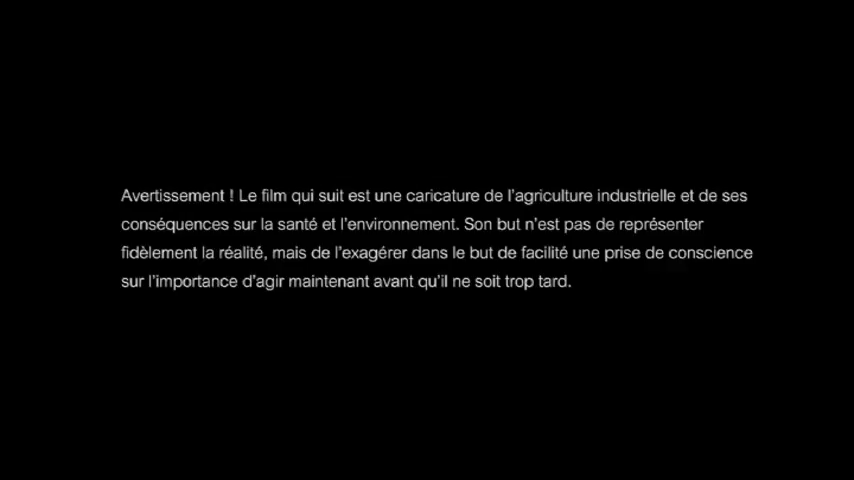 Avertissement ! Le film qui suit est une caricature de l'agriculture industrielle et de ses
conséquences sur la santé et l'environnement. Son but n'est pas de représenter
fidèlement la réalité, mais de l'exagérer dans le but de facilité une prise de conscience
sur l'importance d'agir maintenant avant qu'il ne soit trop tard.